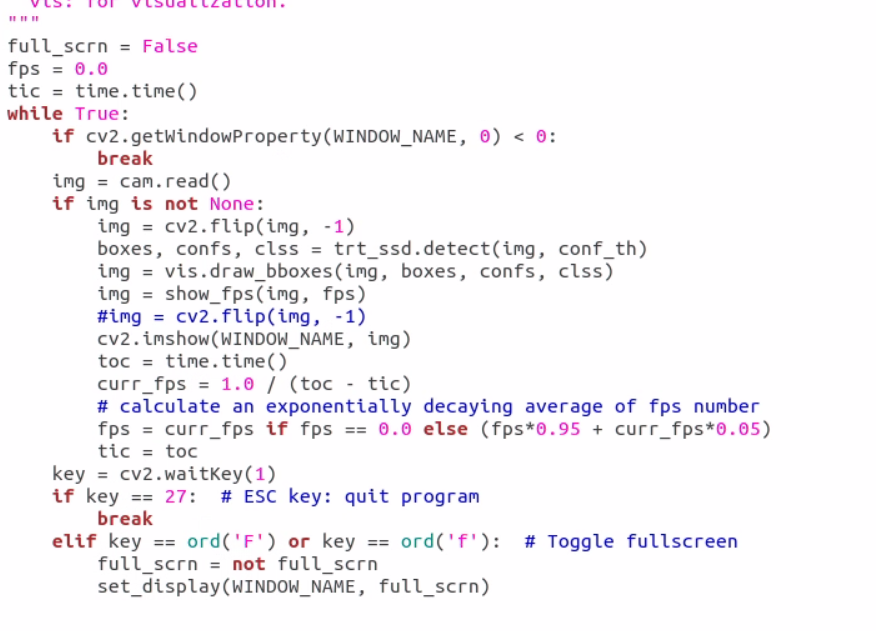 vis: for visualization.
"""
full_scrn = False
fps = 0.0
tic = time.time()
while True:
    if cv2.getWindowProperty(WINDOW_NAME, 0) < 0:
        break
    img = cam.read()
    if img is not None:
        img = cv2.flip(img, -1)
        boxes, confs, clss = trt_ssd.detect(img, conf_th)
        img = vis.draw_bboxes(img, boxes, confs, clss)
        img = show_fps(img, fps)
        #img = cv2.flip(img, -1)
        cv2.imshow(WINDOW_NAME, img)
        toc = time.time()
        curr_fps = 1.0 / (toc - tic)
        # calculate an exponentially decaying average of fps number
        fps = curr_fps if fps == 0.0 else (fps*0.95 + curr_fps*0.05)
        tic = toc
    key = cv2.waitKey(1)
    if key == 27:  # ESC key: quit program
        break
    elif key == ord('F') or key == ord('f'):  # Toggle fullscreen
        full_scrn = not full_scrn
        set_display(WINDOW_NAME, full_scrn)